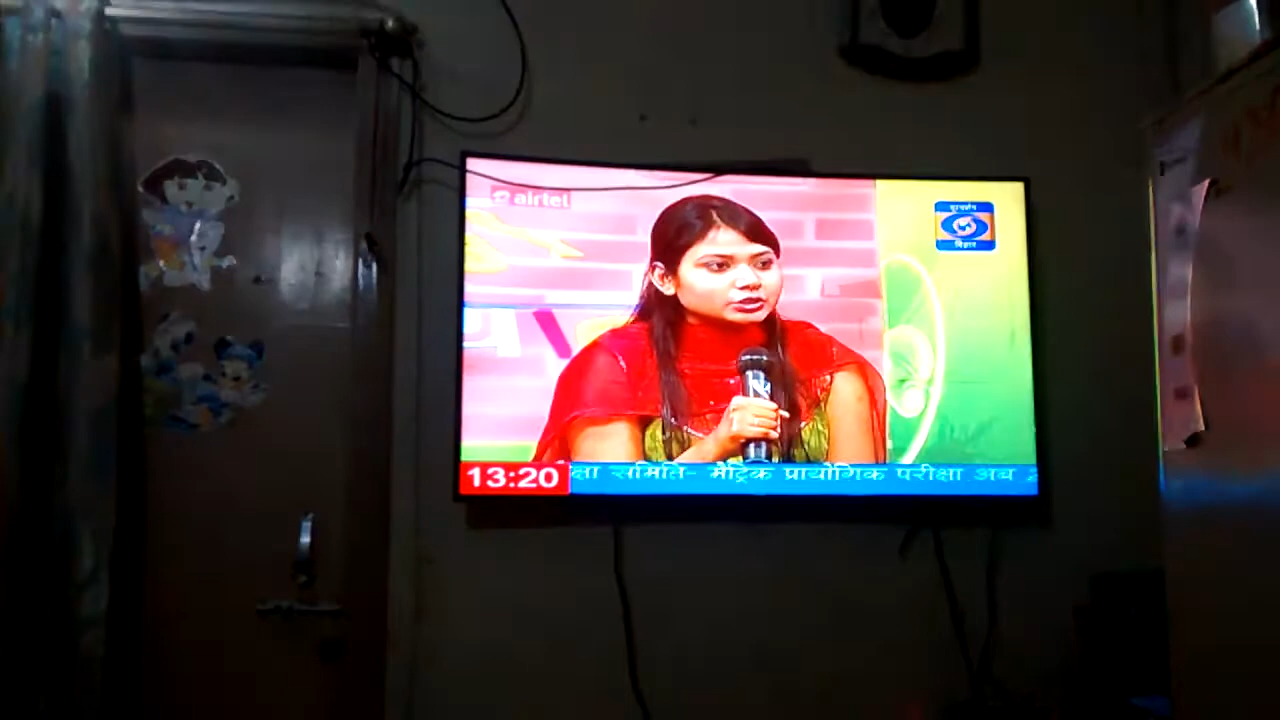 airtel
दूरदर्शन
बिहार
13:20 क्षा समिति- मैट्रिक प्रायोगिक परीक्षा अब